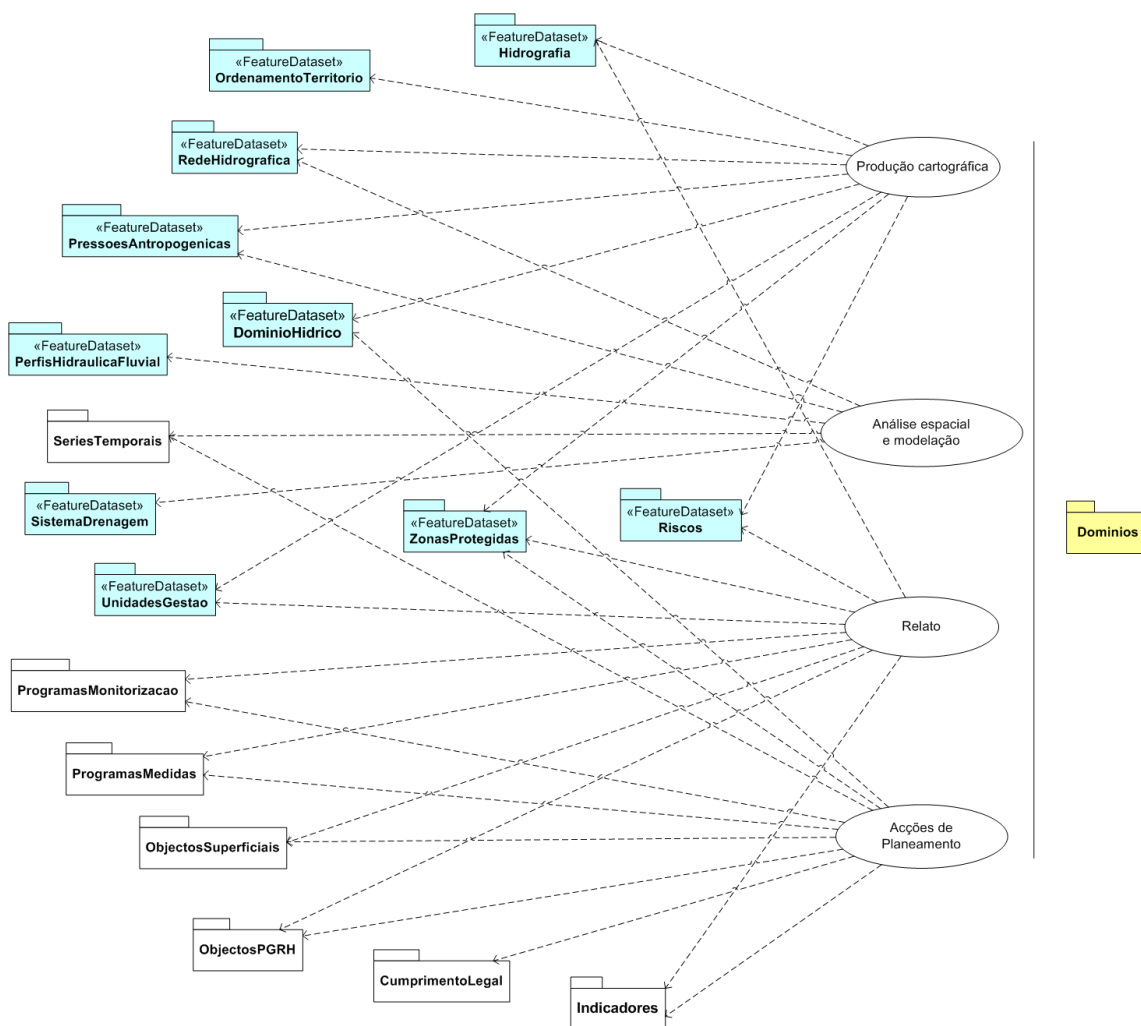 «FeatureDataset»
Hidrografia
«FeatureDataset»
OrdenamentoTerritorio
«FeatureDataset»
RedeHidrografica
Produção cartográfica
«FeatureDataset»
PressoesAntropogenicas
«FeatureDataset»
DominioHidrico
«FeatureDataset»
PerfisHidraulicaFluvial
SeriesTemporais
Análise espacial
e modelação
«FeatureDataset»
SistemaDrenagem
«FeatureDataset»
ZonasProtegidas
«FeatureDataset»
Riscos
Dominios
«FeatureDataset»
UnidadesGestao
Relato
ProgramasMonitorizacao
ProgramasMedidas
ObjectosSuperficiais
Acções de
Planeamento
ObjectosPGRH
CumprimentoLegal
Indicadores